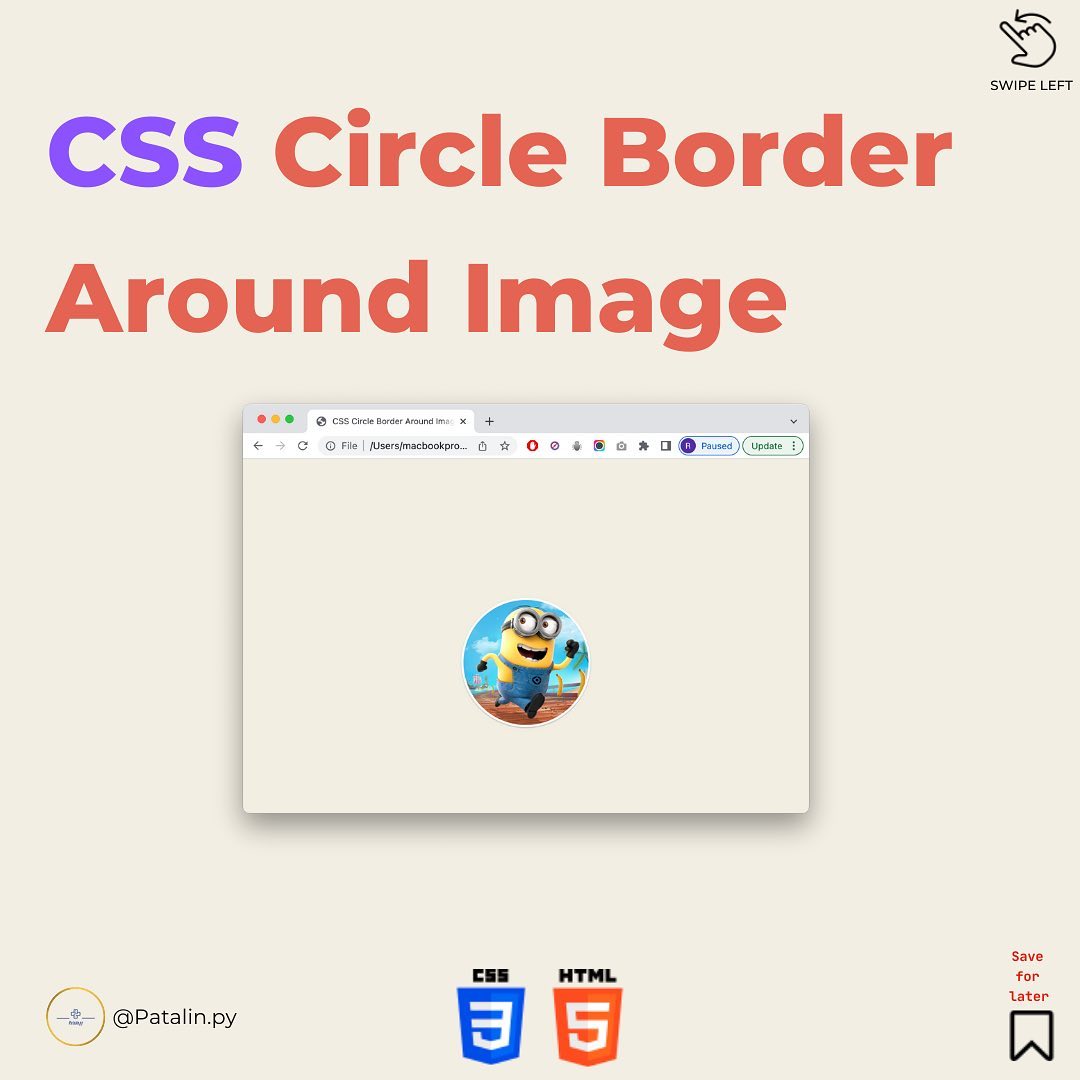 SWIPE LEFT
CSS Circle Border
Around Image
CSS Circle Border Around Imag
File
/Users/macbookpro...
R
Paused
Update
@Patalin.py
CSS
HTML
3
5
Save
for
later